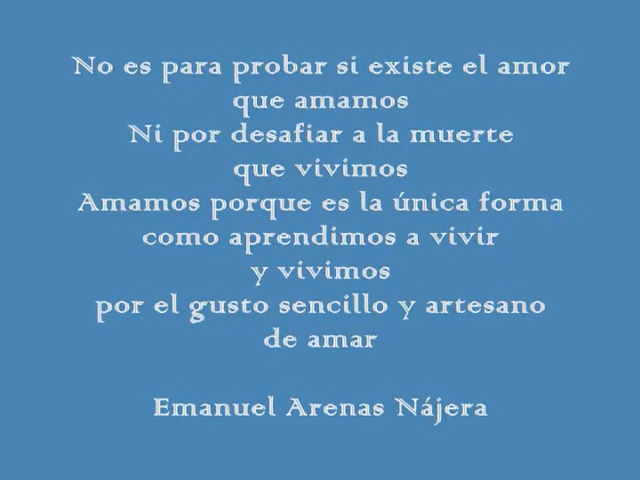 No es para probar si existe el amor
que amamos
Ni por desafiar a la muerte
que vivimos
Amamos porque es la única forma
como aprendimos a vivir
y vivimos
por el gusto sencillo y artesano
de amar
Emanuel Arenas Nájera